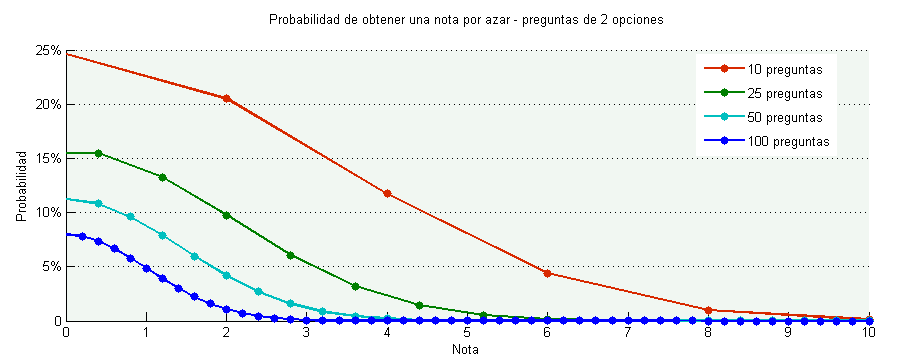 Probabilidad de obtener una nota por azar - preguntas de 2 opciones
25%
20%
15%
10%
5%
0
Probabilidad
10 preguntas
25 preguntas
50 preguntas
100 preguntas
0 1 2 3 4 5 6 7 8 9 10
Nota